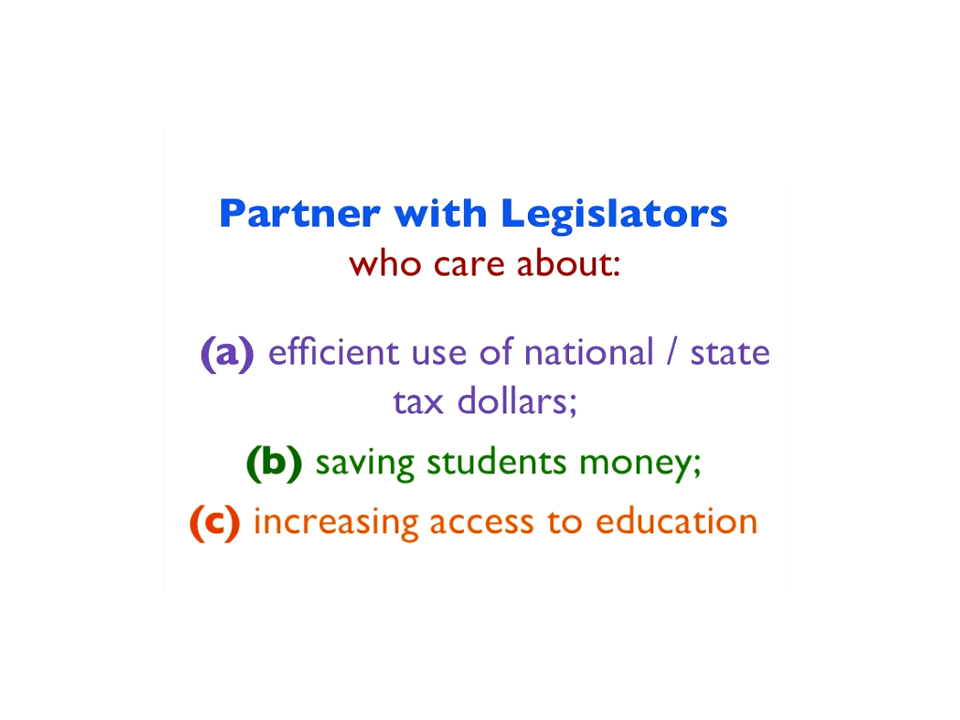 Partner with Legislators
who care about:
(a) efficient use of national / state
tax dollars;
(b) saving students money;
(c) increasing access to education